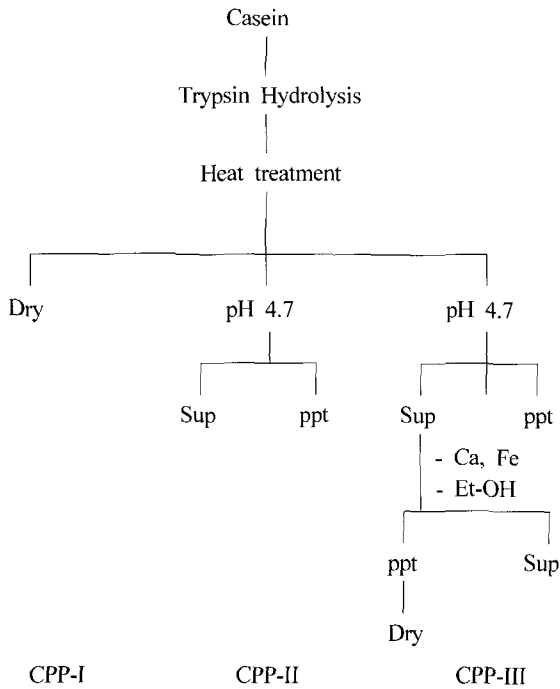 Casein
Trypsin Hydrolysis
Heat treatment
Dry pH 4.7 pH 4.7
Sup ppt Sup ppt
- Ca, Fe
- Et-OH
ppt Sup
Dry
CPP-I CPP-II CPP-III